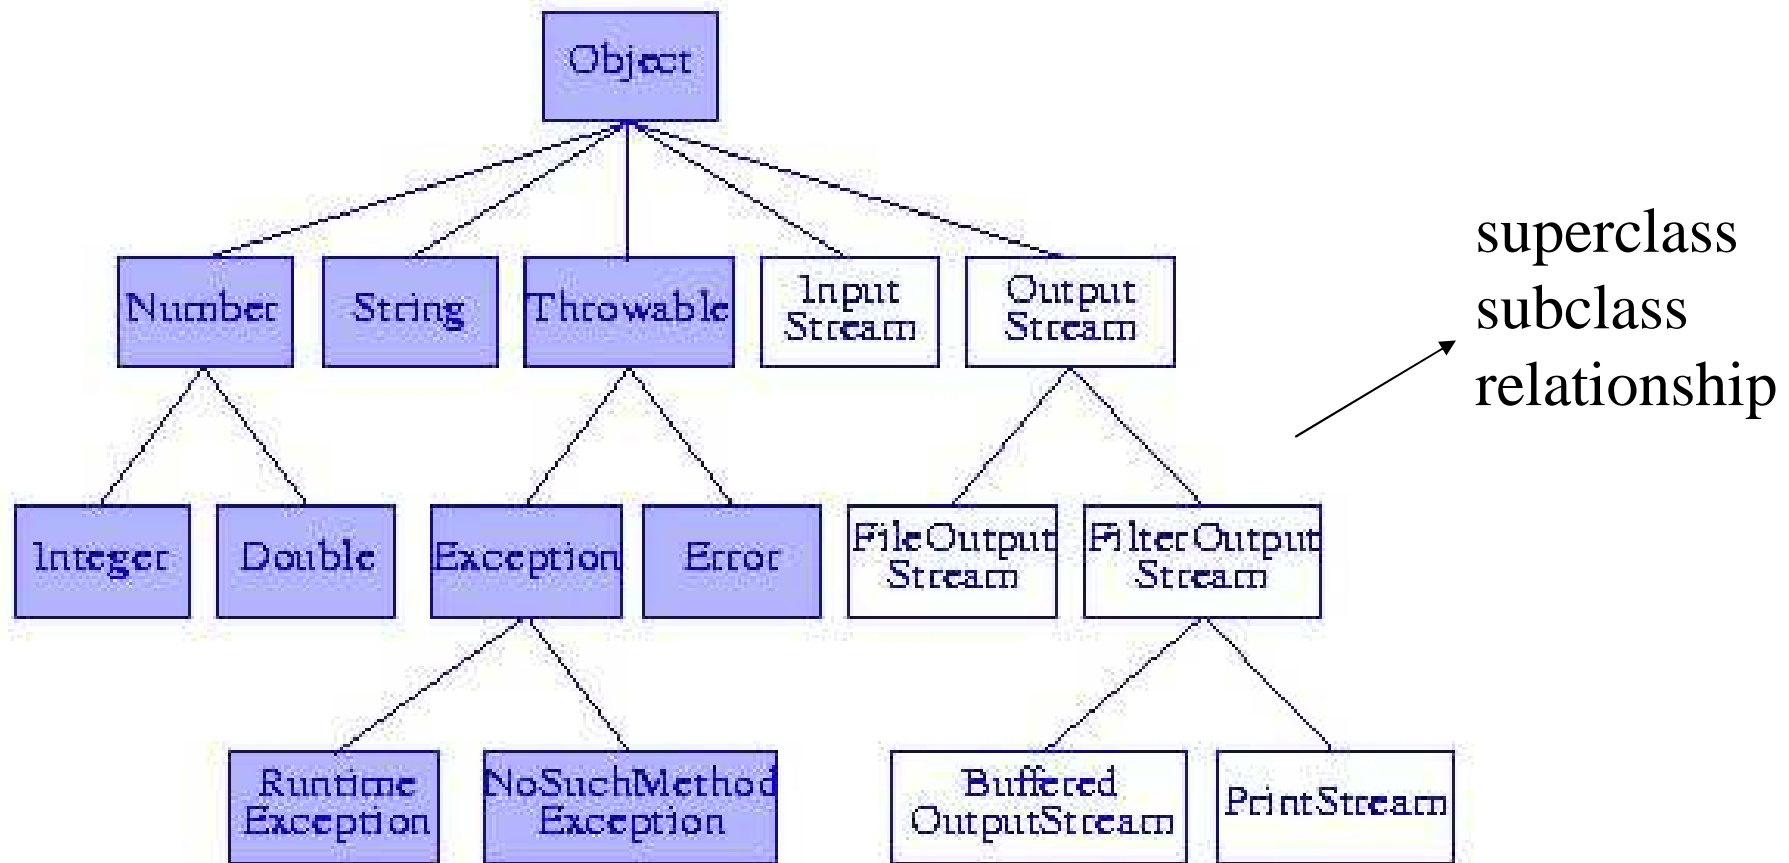 Object
Number
String
Throwable
Input
Stream
Output
Stream
superclass
subclass
relationship
Integer
Double
Exception
Error
FileOutput
Stream
FilterOutput
Stream
Runtime
Exception
NoSuchMethod
Exception
Buffered
OutputStream
PrintStream